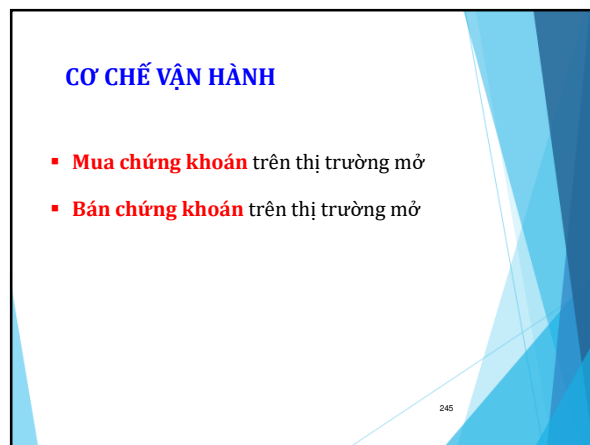 CƠ CHẾ VẬN HÀNH
▪ Mua chứng khoán trên thị trường mở
▪ Bán chứng khoán trên thị trường mở
245